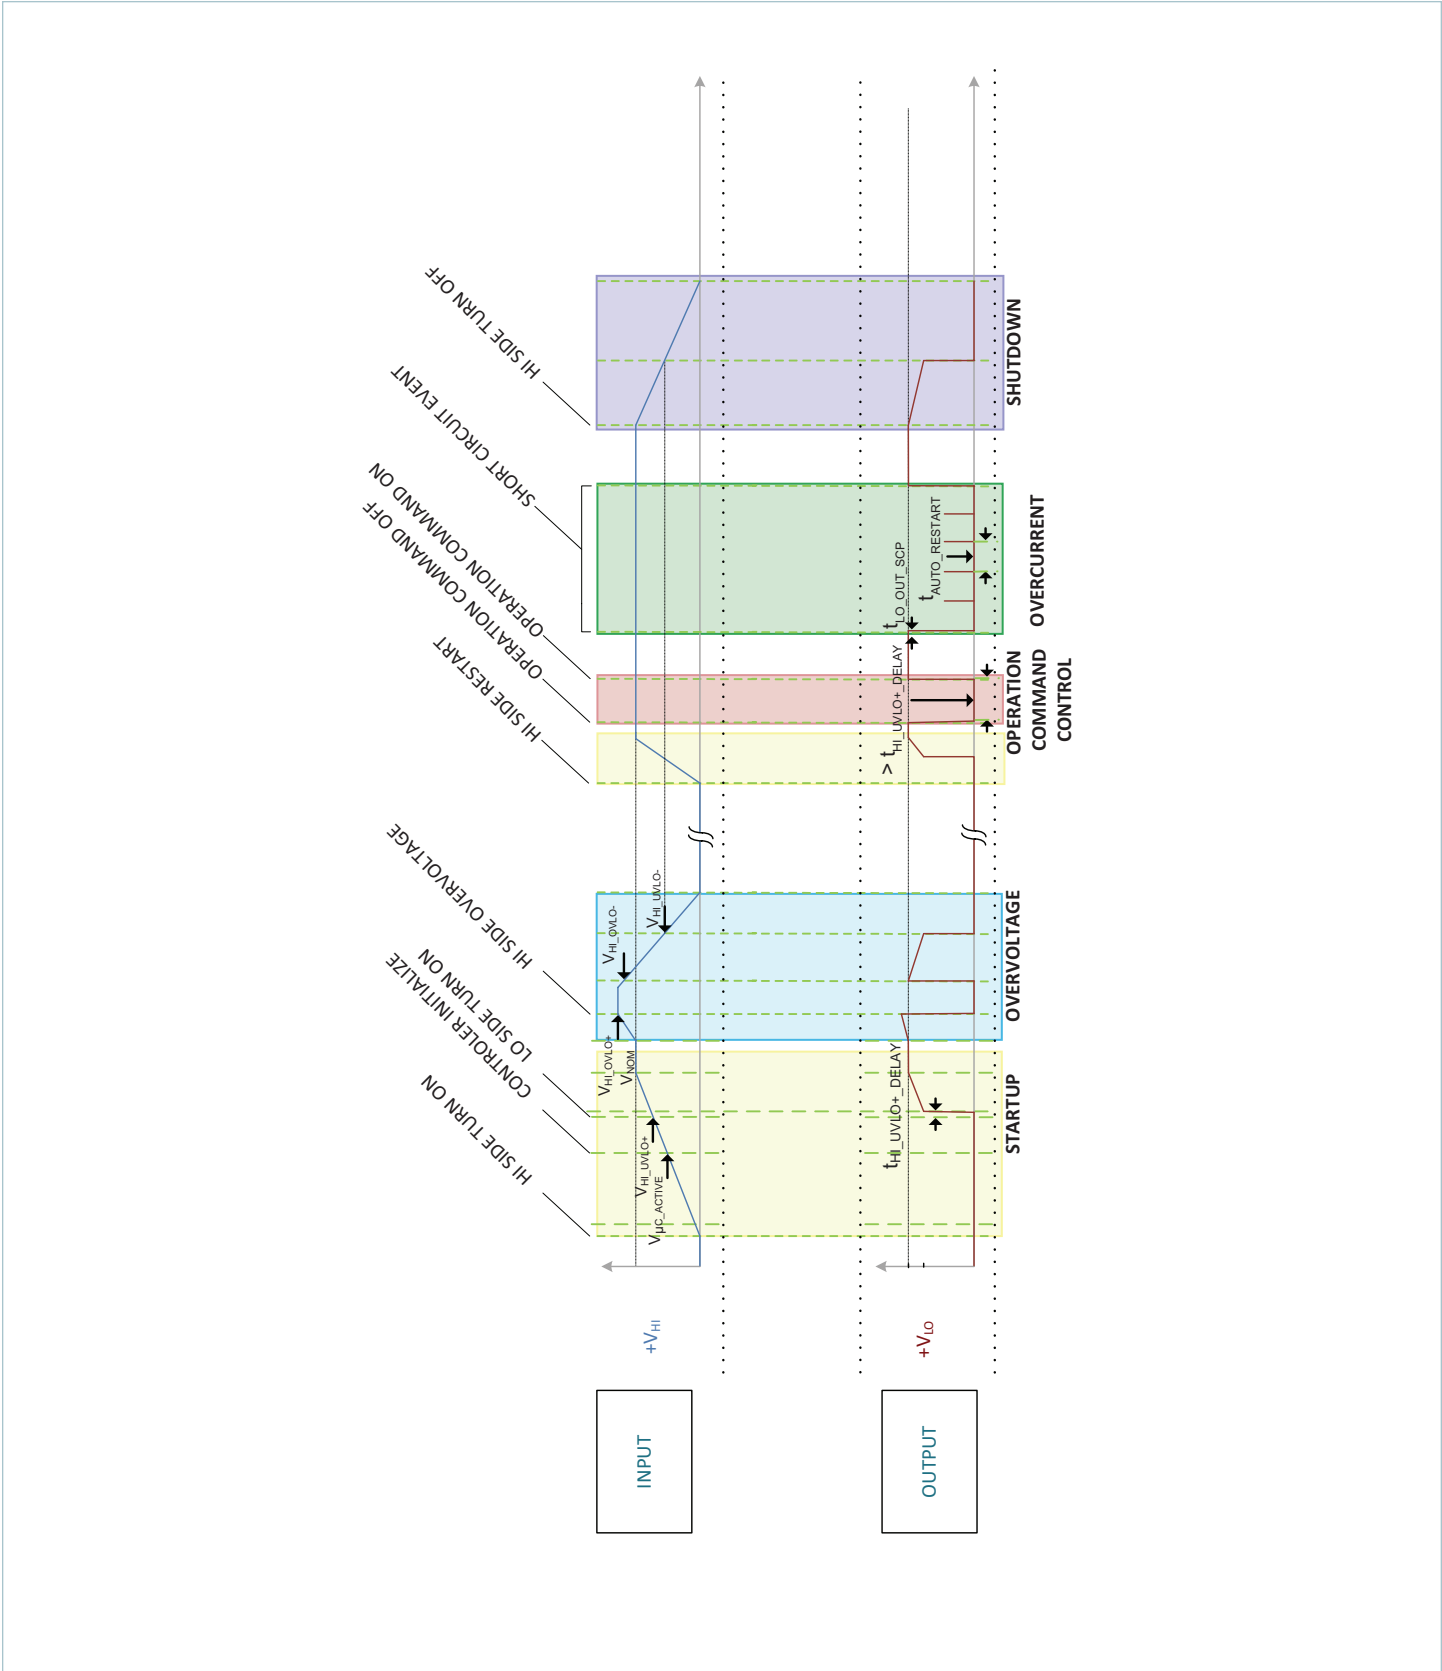 HI SIDE TURN ON
CONTROLER INITIALIZE
LO SIDE TURN ON
HI SIDE OVERVOLTAGE
HI SIDE RESTART
OPERATION COMMAND OFF
OPERATION COMMAND ON
SHORT CIRCUIT EVENT
HI SIDE TURN OFF
INPUT
+VHI
VµC_ACTIVE
VHI_UVLO+
VNOM
VHI_OVLO+
VHI_OVLO-
VHI_UVLO-
OUTPUT
+VLO
tHI_UVLO+_DELAY
> tHI_UVLO+_DELAY
tLO_OUT_SCP
tAUTO_RESTART
STARTUP
OVERVOLTAGE
OPERATION
COMMAND
CONTROL
OVERCURRENT
SHUTDOWN